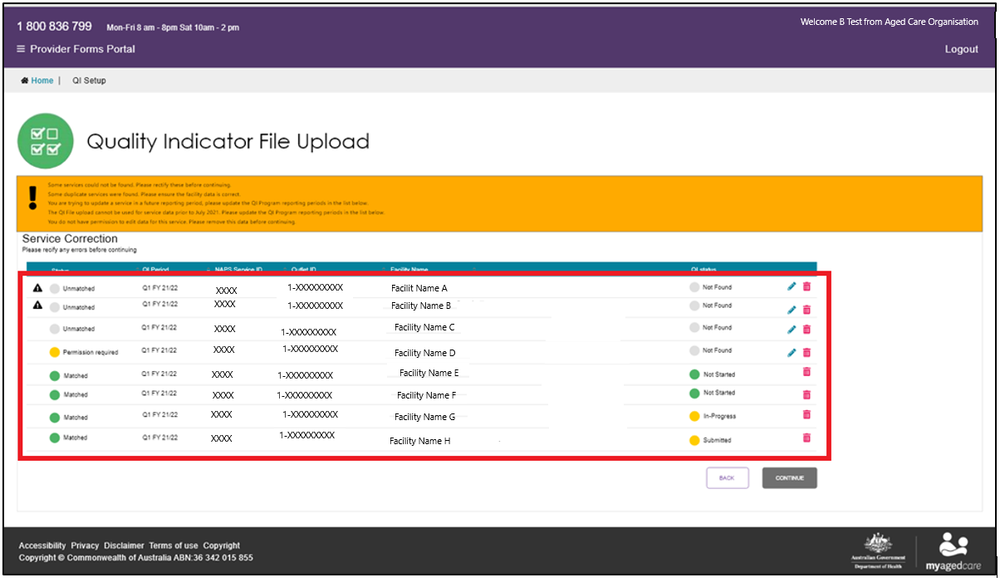 1 800 836 799 Mon-Fri 8 am - 8pm Sat 10am - 2 pm
Welcome B Test from Aged Care Organisation
Provider Forms Portal
Logout
Home | QI Setup
Quality Indicator File Upload
Some services could not be found. Please rectify these before continuing.
Some duplicate services were found. Please ensure the facility data is correct.
You are trying to update a service in a future reporting period, please update the QI Program reporting periods in the list below.
The QI File upload cannot be used for service data prior to July 2021. Please update the QI Program reporting periods in the list below.
You do not have permission to edit data for this service. Please remove this data before continuing.
Service Correction
Please recify any errors before continuing
Status QI Period NAPS Service ID Outlet ID Facility Name QI status
Unmatched Q1 FY 21/22 XXXX 1-XXXXXXXXX Facilit Name A Not Found
Unmatched Q1 FY 21/22 XXXX 1-XXXXXXXXX Facility Name B Not Found
Unmatched Q1 FY 21/22 XXXX 1-XXXXXXXXX Facility Name C Not Found
Permission required Q1 FY 21/22 XXXX 1-XXXXXXXXX Facility Name D Not Found
Matched Q1 FY 21/22 XXXX 1-XXXXXXXXX Facility Name E Not Started
Matched Q1 FY 21/22 XXXX 1-XXXXXXXXX Facility Name F Not Started
Matched Q1 FY 21/22 XXXX 1-XXXXXXXXX Facility Name G In-Progress
Matched Q1 FY 21/22 XXXX 1-XXXXXXXXX Facility Name H Submitted
BACK CONTINUE
Accessibility Privacy Disclaimer Terms of use Copyright
Copyright © Commonwealth of Australia ABN:36 342 015 855
Australian Government
Department of Health
myagedcare